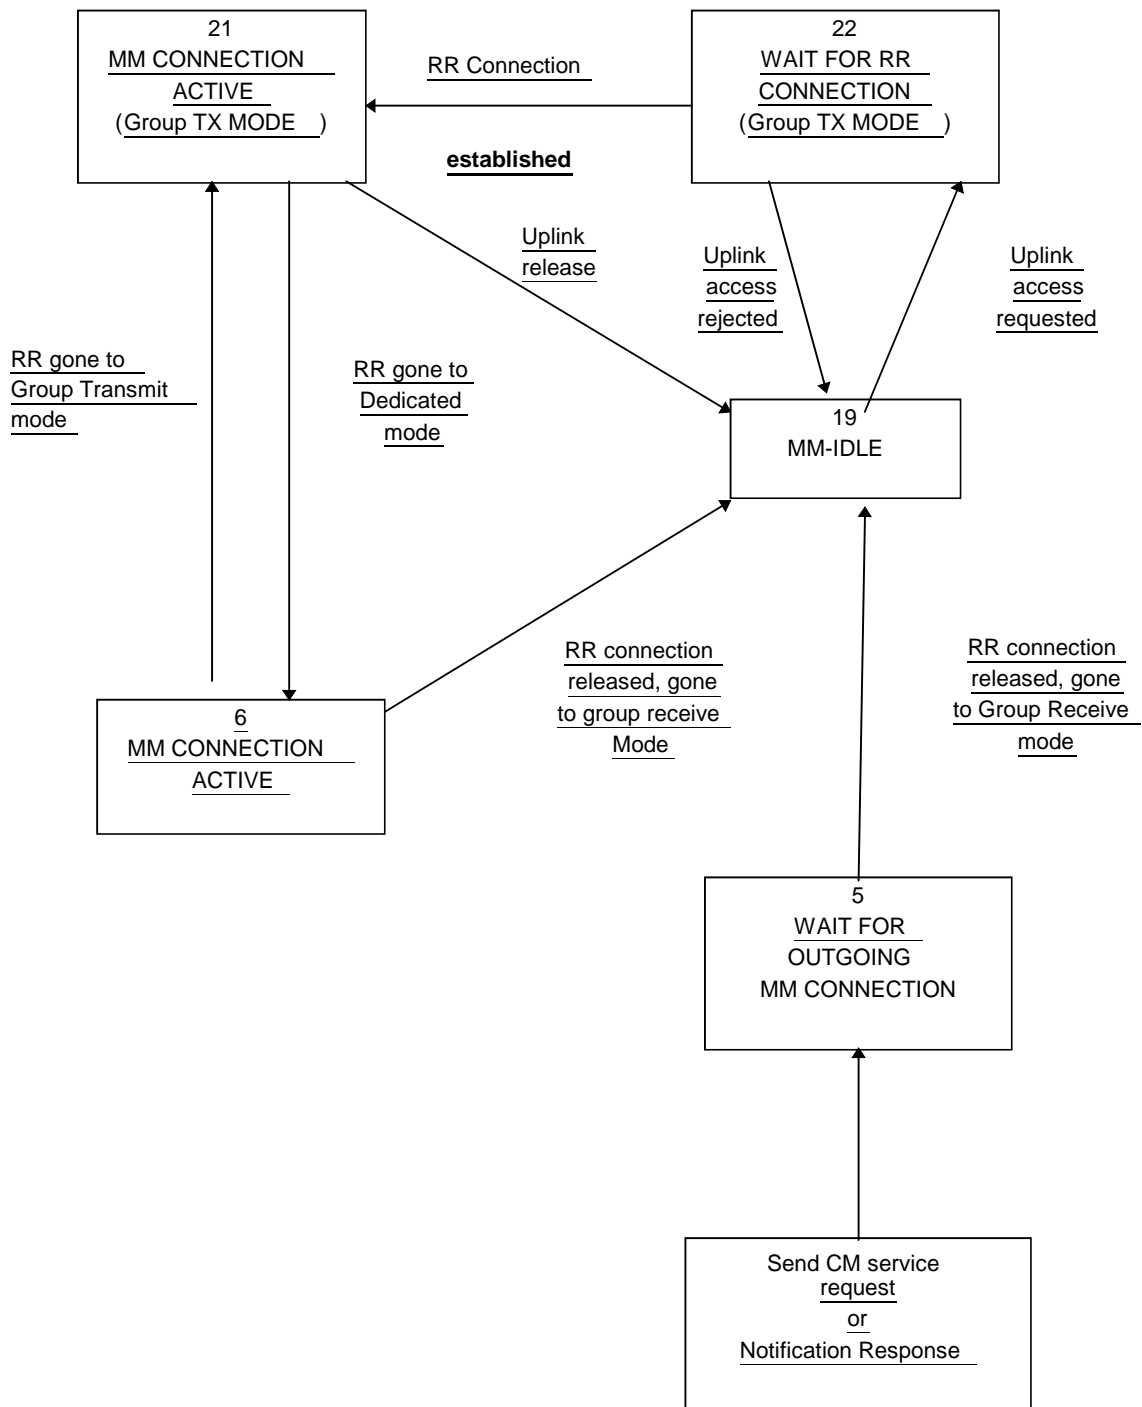 21
MM CONNECTION
ACTIVE
(Group TX MODE )
RR Connection
established
22
WAIT FOR RR
CONNECTION
(Group TX MODE )
Uplink
release
Uplink
access
rejected
Uplink
access
requested
RR gone to
Group Transmit
mode
RR gone to
Dedicated
mode
19
MM-IDLE
RR connection
released, gone
to group receive
Mode
RR connection
released, gone
to Group Receive
mode
6
MM CONNECTION
ACTIVE
5
WAIT FOR
OUTGOING
MM CONNECTION
Send CM service
request
or
Notification Response